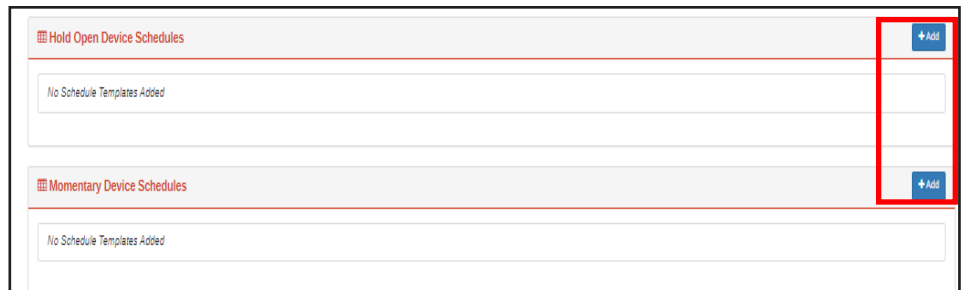 Hold Open Device Schedules
+ Add
No Schedule Templates Added
Momentary Device Schedules
+ Add
No Schedule Templates Added